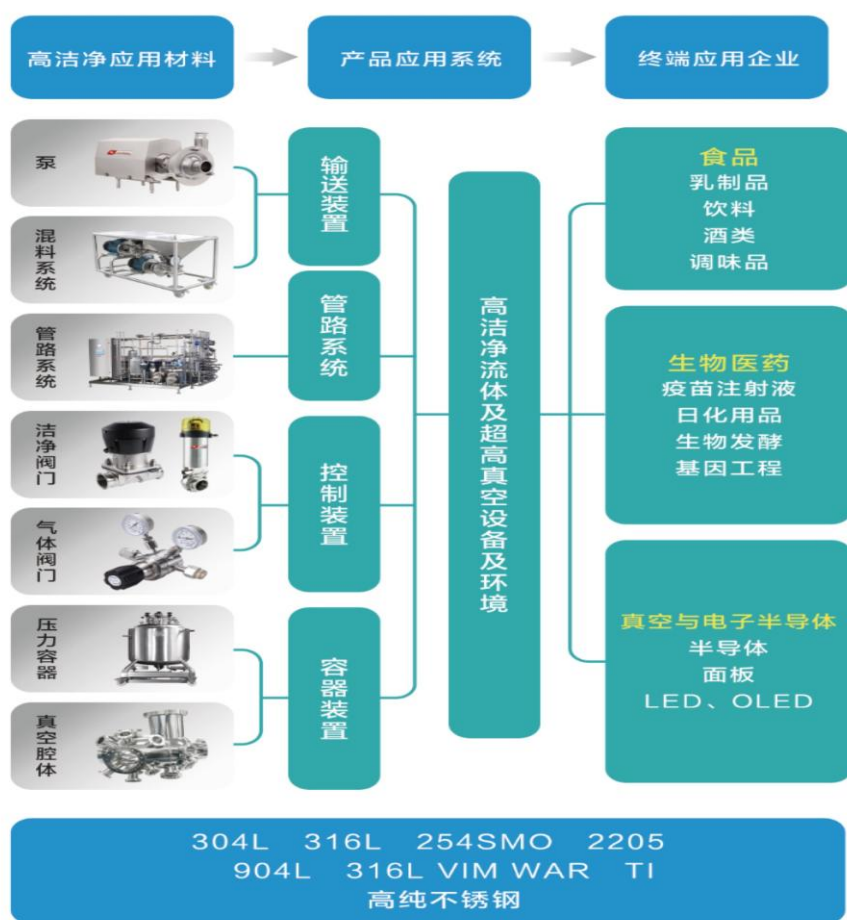 高洁净应用材料
产品应用系统
终端应用企业
泵
混料系统
管路系统
洁净阀门
气体阀门
压力容器
真空腔体
输送装置
管路系统
控制装置
容器装置
高洁净流体及超高真空设备及环境
食品
乳制品
饮料
酒类
调味品
生物医药
疫苗注射液
日化用品
生物发酵
基因工程
真空与电子半导体
半导体
面板
LED、OLED
304L 316L 254SMO 2205
904L 316L VIM WAR TI
高纯不锈钢